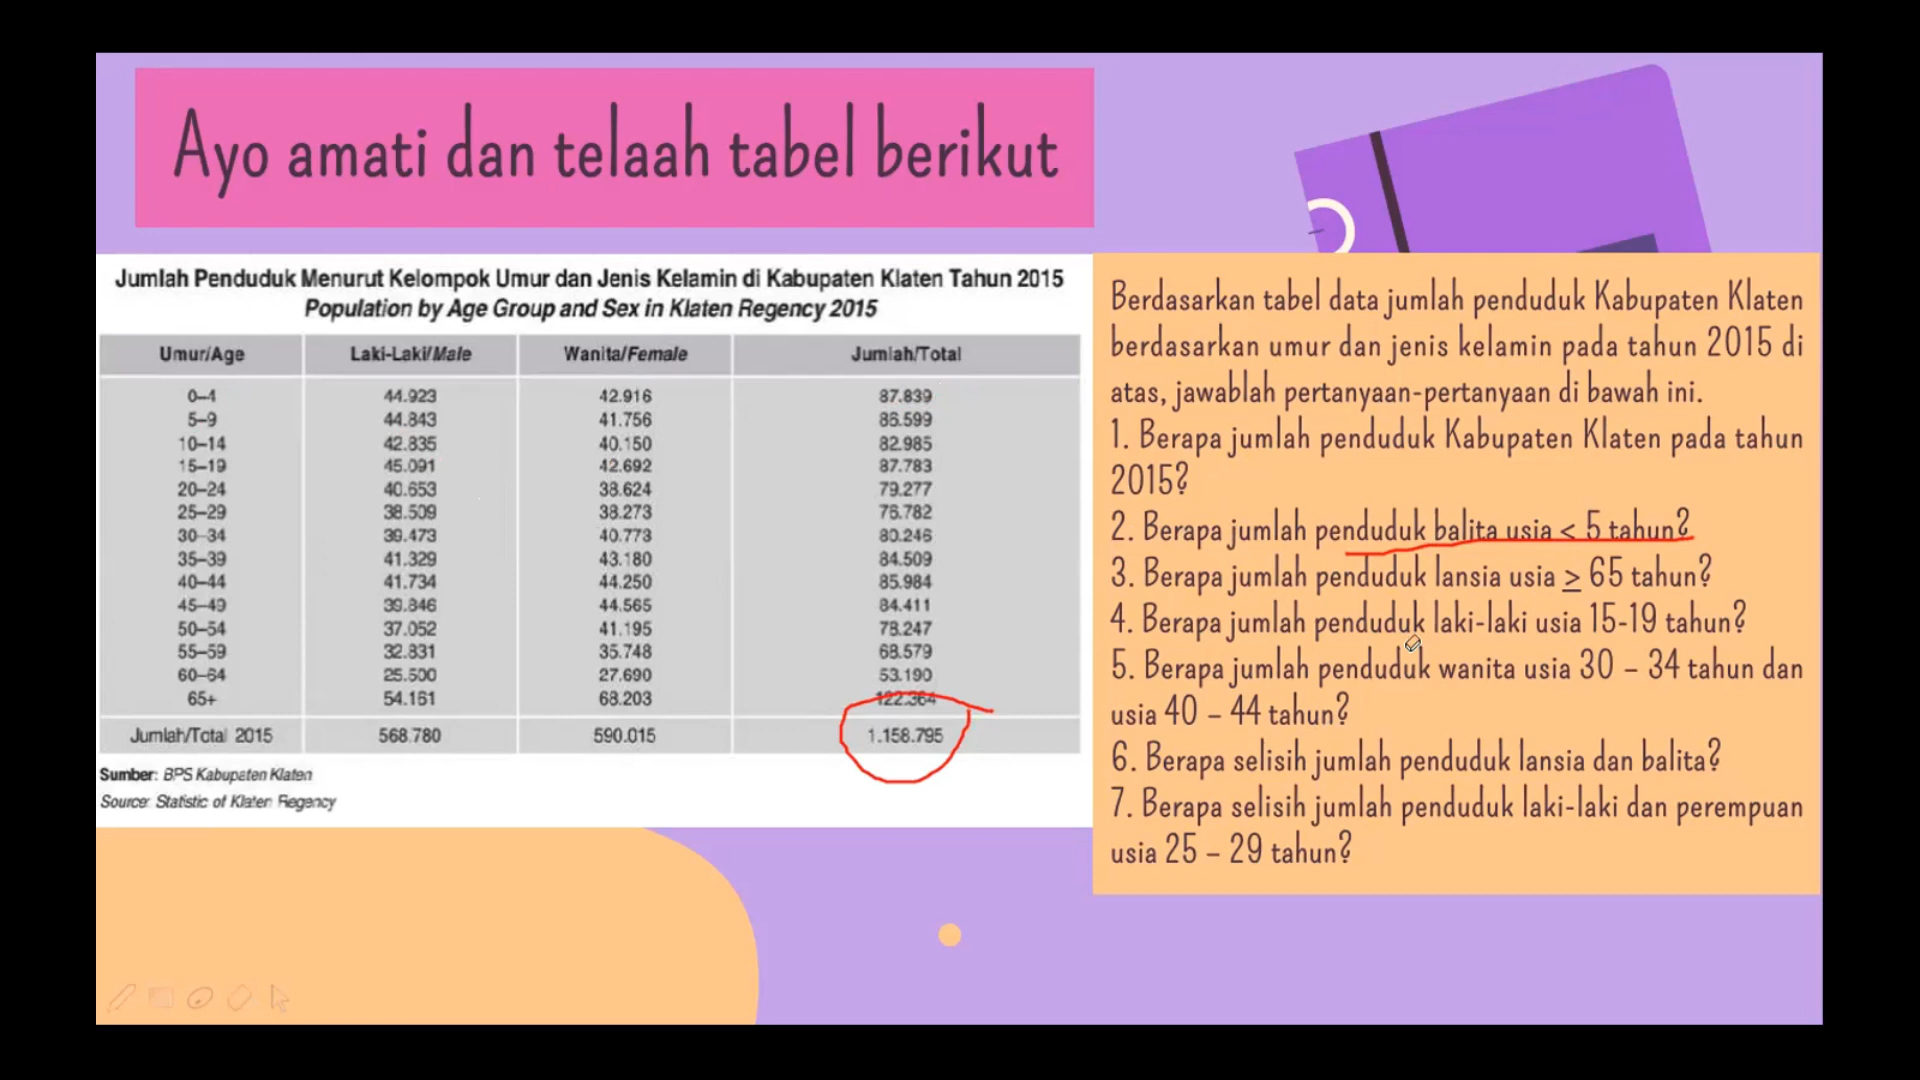 Ayo amati dan telaah tabel berikut
Jumlah Penduduk Menurut Kelompok Umur dan Jenis Kelamin di Kabupaten Klaten Tahun 2015
Population by Age Group and Sex in Klaten Regency 2015
Umur/Age Laki-Laki/Male Wanita/Female Jumlah/Total
0–4 44.923 42.916 87.839
5–9 44.843 41.756 86.599
10–14 42.835 40.150 82.985
15–19 45.091 42.692 87.783
20–24 40.653 38.624 79.277
25–29 38.509 38.273 76.782
30–34 39.473 40.773 80.246
35–39 41.329 43.180 84.509
40–44 41.734 44.250 85.984
45–49 39.846 44.565 84.411
50–54 37.052 41.195 78.247
55–59 32.831 35.748 68.579
60–64 25.500 27.690 53.190
65+ 54.161 68.203 122.364
Jumlah/Total 2015 568.780 590.015 1.158.795
Sumber: BPS Kabupaten Klaten
Source: Statistic of Klaten Regency
Berdasarkan tabel data jumlah penduduk Kabupaten Klaten
berdasarkan umur dan jenis kelamin pada tahun 2015 di
atas, jawablah pertanyaan-pertanyaan di bawah ini.
1. Berapa jumlah penduduk Kabupaten Klaten pada tahun
2015?
2. Berapa jumlah penduduk balita usia < 5 tahun?
3. Berapa jumlah penduduk lansia usia ≥ 65 tahun?
4. Berapa jumlah penduduk laki-laki usia 15-19 tahun?
5. Berapa jumlah penduduk wanita usia 30 – 34 tahun dan
usia 40 – 44 tahun?
6. Berapa selisih jumlah penduduk lansia dan balita?
7. Berapa selisih jumlah penduduk laki-laki dan perempuan
usia 25 – 29 tahun?